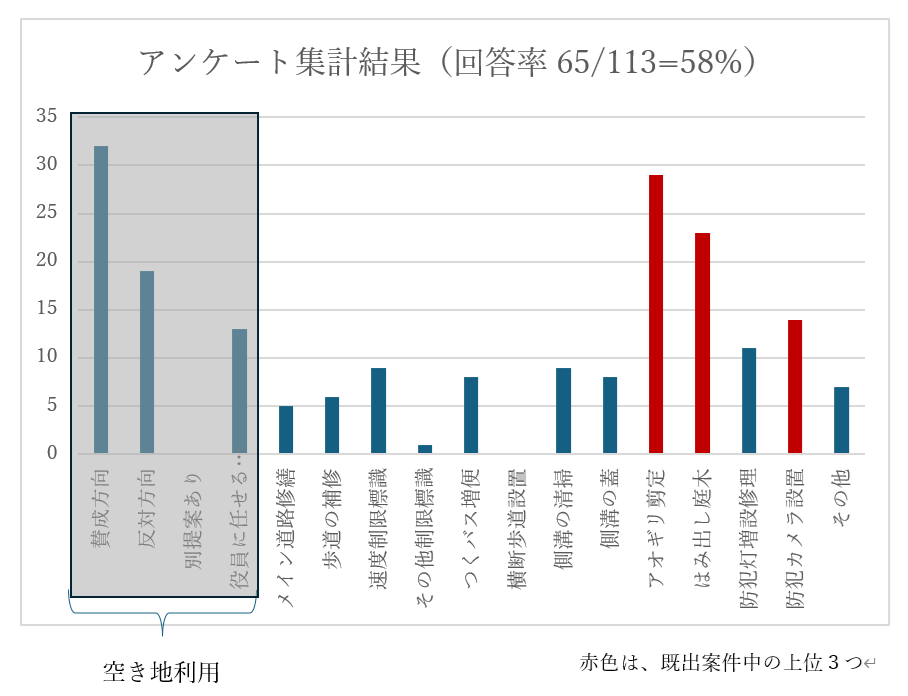 アンケート集計結果（回答率 65/113=58%）
35
30
25
20
15
10
5
0
賛成方向
反対方向
別提案あり
役員に任せる…
メイン道路修繕
歩道の補修
速度制限標識
その他制限標識
つくバス増便
横断歩道設置
側溝の清掃
側溝の蓋
アオギリ剪定
はみ出し庭木
防犯灯増設修理
防犯カメラ設置
その他
空き地利用
赤色は、既出案件中の上位３つ↵